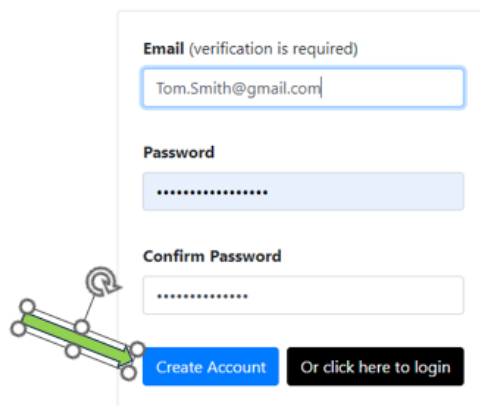 Email (verification is required)
Tom.Smith@gmail.com
Password
•••••••••••••••••
Confirm Password
••••••••••••••
Create Account Or click here to login